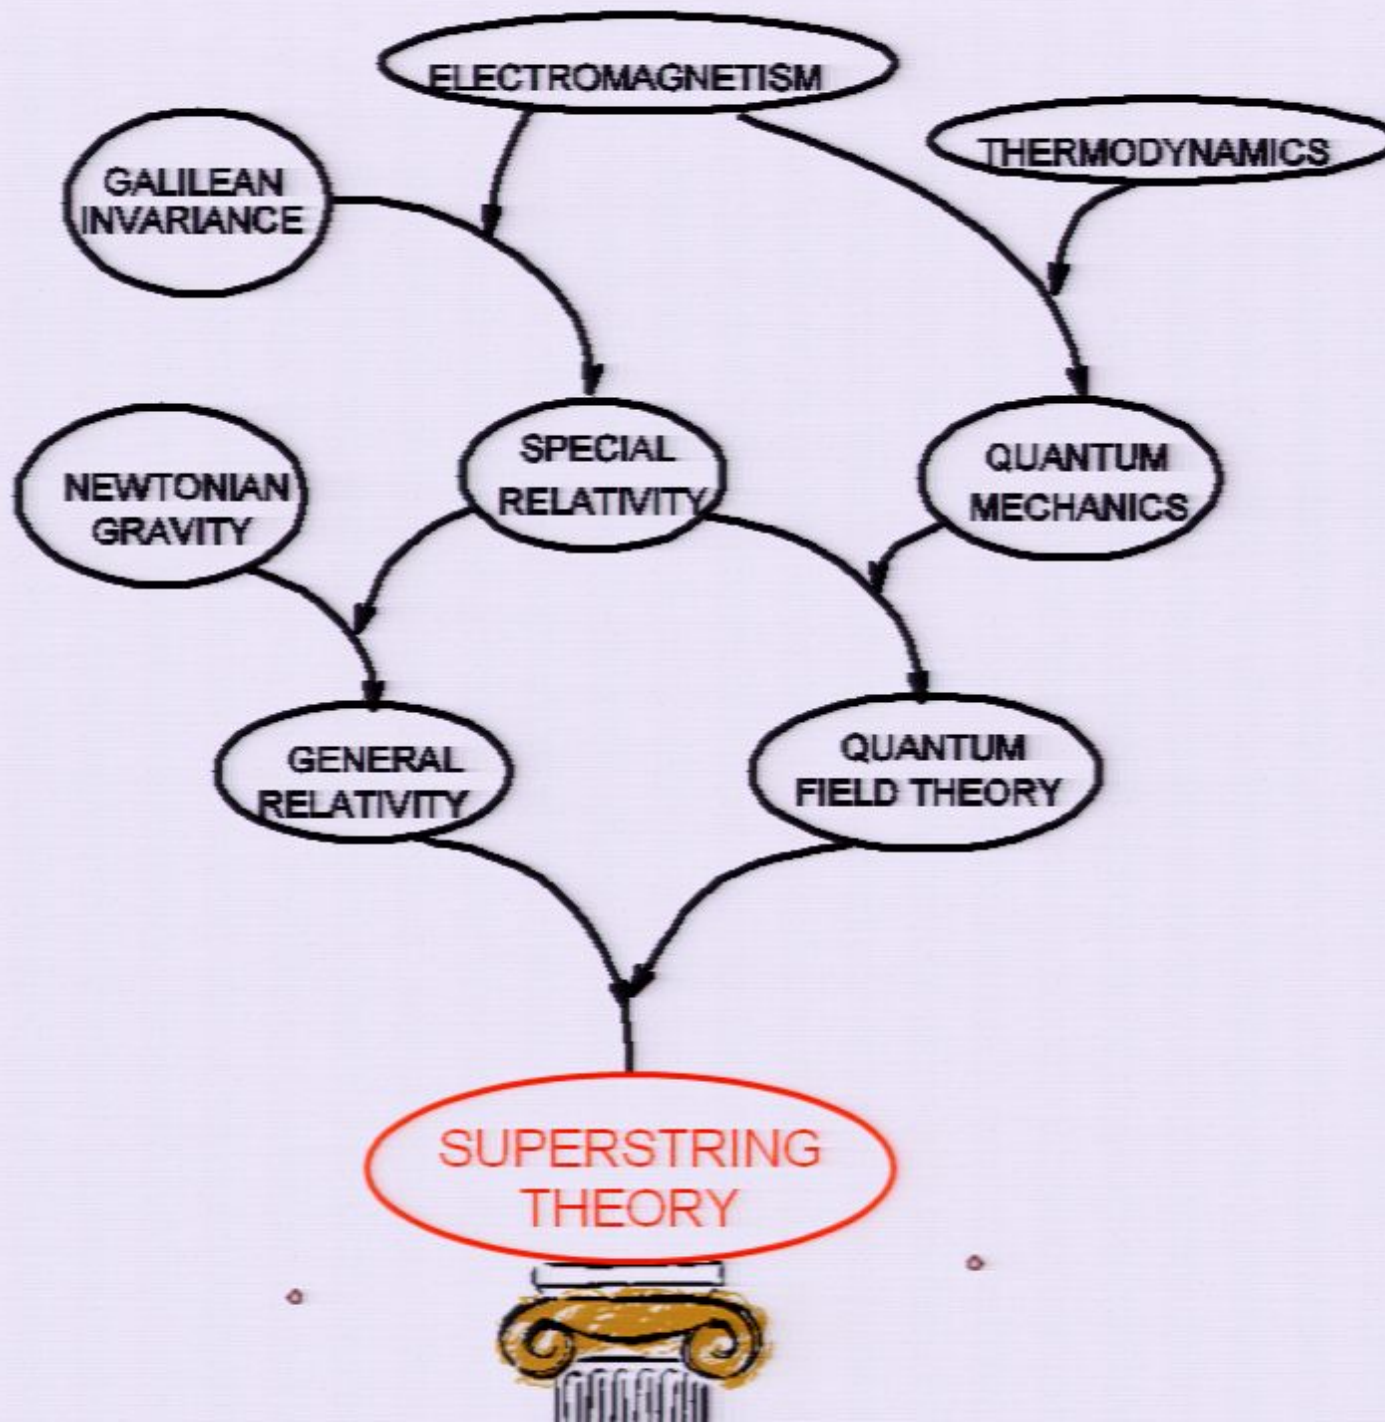 ELECTROMAGNETISM
THERMODYNAMICS
GALILEAN
INVARIANCE
NEWTONIAN
GRAVITY
SPECIAL
RELATIVITY
QUANTUM
MECHANICS
GENERAL
RELATIVITY
QUANTUM
FIELD THEORY
SUPERSTRING
THEORY